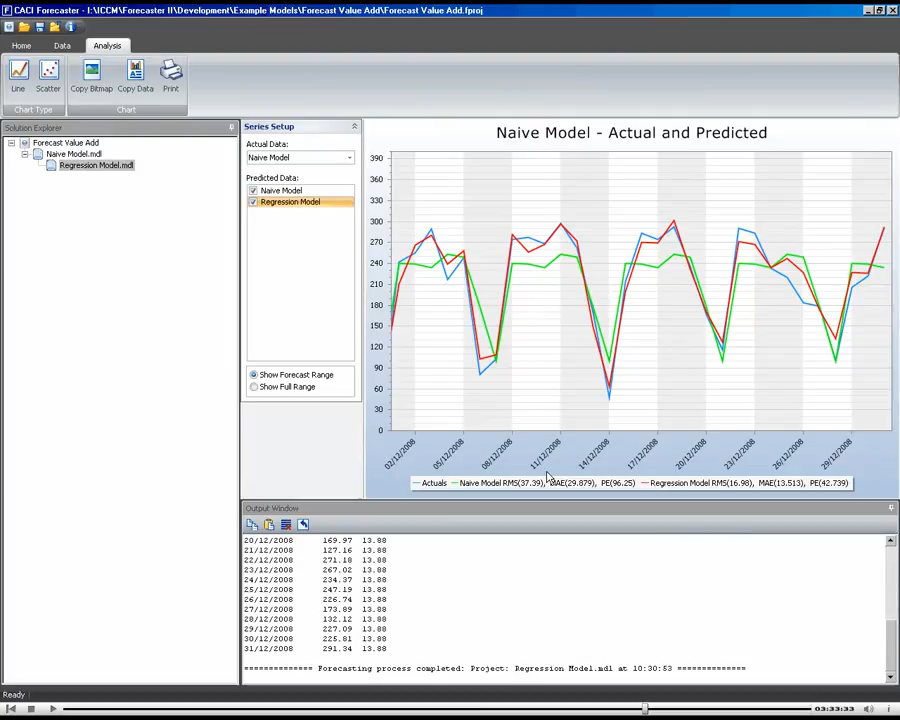 CACI Forecaster - I:\ICCM\Forecaster II\Development\Example Models\Forecast Value Add\Forecast Value Add.fproj
Home Data Analysis
Line Scatter Copy Bitmap Copy Data Print
Chart Type Chart
Solution Explorer
Forecast Value Add
Naive Model.mdl
Regression Model.mdl
Series Setup
Actual Data:
Naive Model
Predicted Data:
Naive Model
Regression Model
Show Forecast Range
Show Full Range
Naive Model - Actual and Predicted
390
360
330
300
270
240
210
180
150
120
90
60
30
0
02/12/2008 05/12/2008 08/12/2008 11/12/2008 14/12/2008 17/12/2008 20/12/2008 23/12/2008 26/12/2008 29/12/2008
Actuals Naive Model RMS(37.39), MAE(29.879), PE(96.25) Regression Model RMS(16.98), MAE(13.513), PE(42.739)
Output Window
20/12/2008 169.97 13.88
21/12/2008 127.16 13.88
22/12/2008 271.18 13.88
23/12/2008 267.02 13.88
24/12/2008 234.37 13.88
25/12/2008 247.19 13.88
26/12/2008 226.74 13.88
27/12/2008 173.89 13.88
28/12/2008 132.12 13.88
29/12/2008 227.09 13.88
30/12/2008 225.81 13.88
31/12/2008 291.34 13.88
============= Forecasting process completed: Project: Regression Model.mdl at 10:30:53 =============
Ready
03:33:33